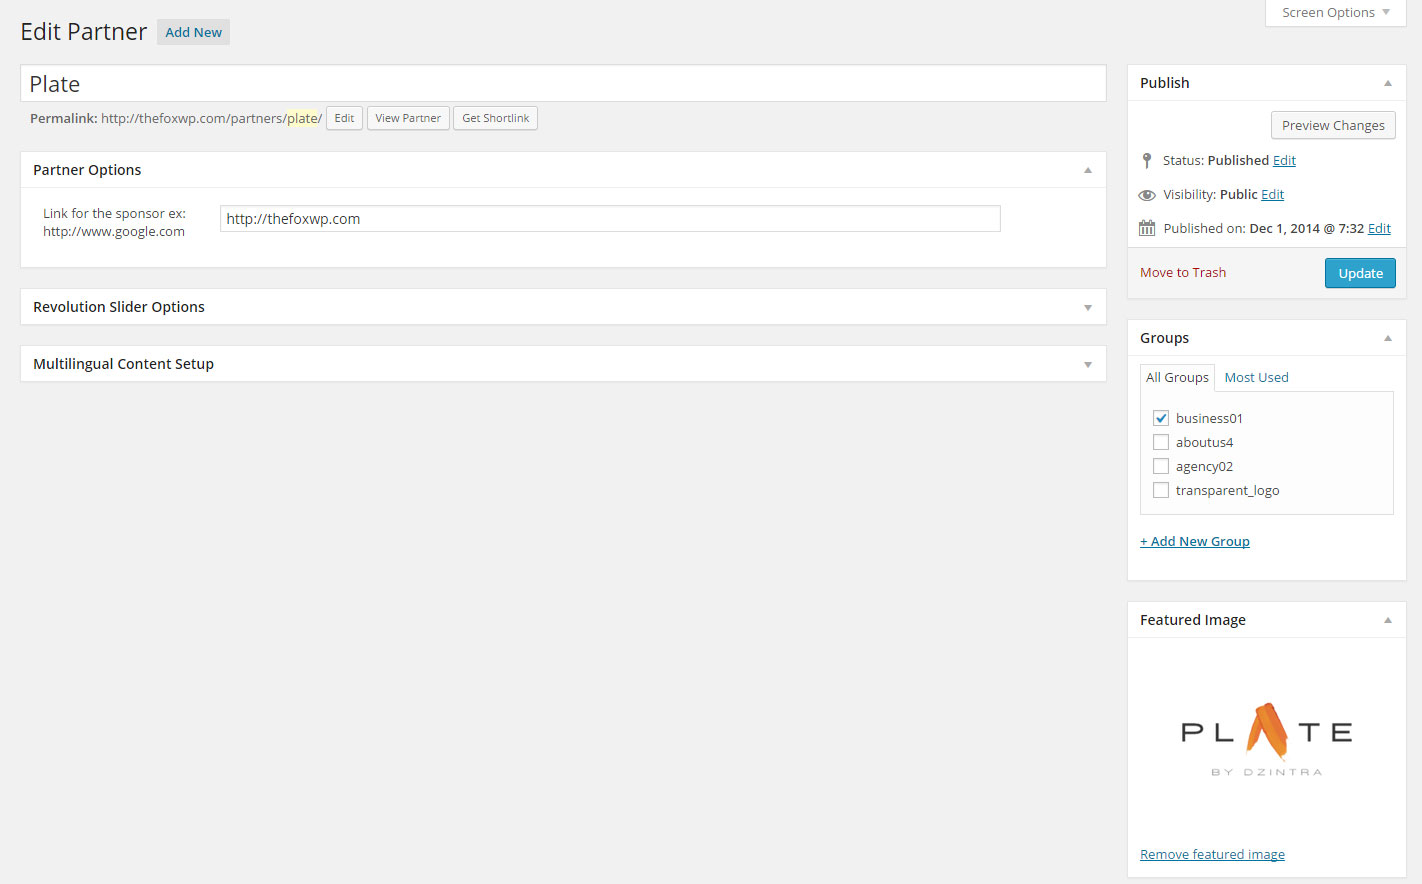 Screen Options
Edit Partner Add New
Plate
Permalink: http://thefoxwp.com/partners/plate/ Edit View Partner Get Shortlink
Partner Options
Link for the sponsor ex:
http://www.google.com
http://thefoxwp.com
Revolution Slider Options
Multilingual Content Setup
Publish
Preview Changes
Status: Published Edit
Visibility: Public Edit
Published on: Dec 1, 2014 @ 7:32 Edit
Move to Trash Update
Groups
All Groups Most Used
business01
aboutus4
agency02
transparent_logo
+ Add New Group
Featured Image
PLATE
BY DZINTRA
Remove featured image